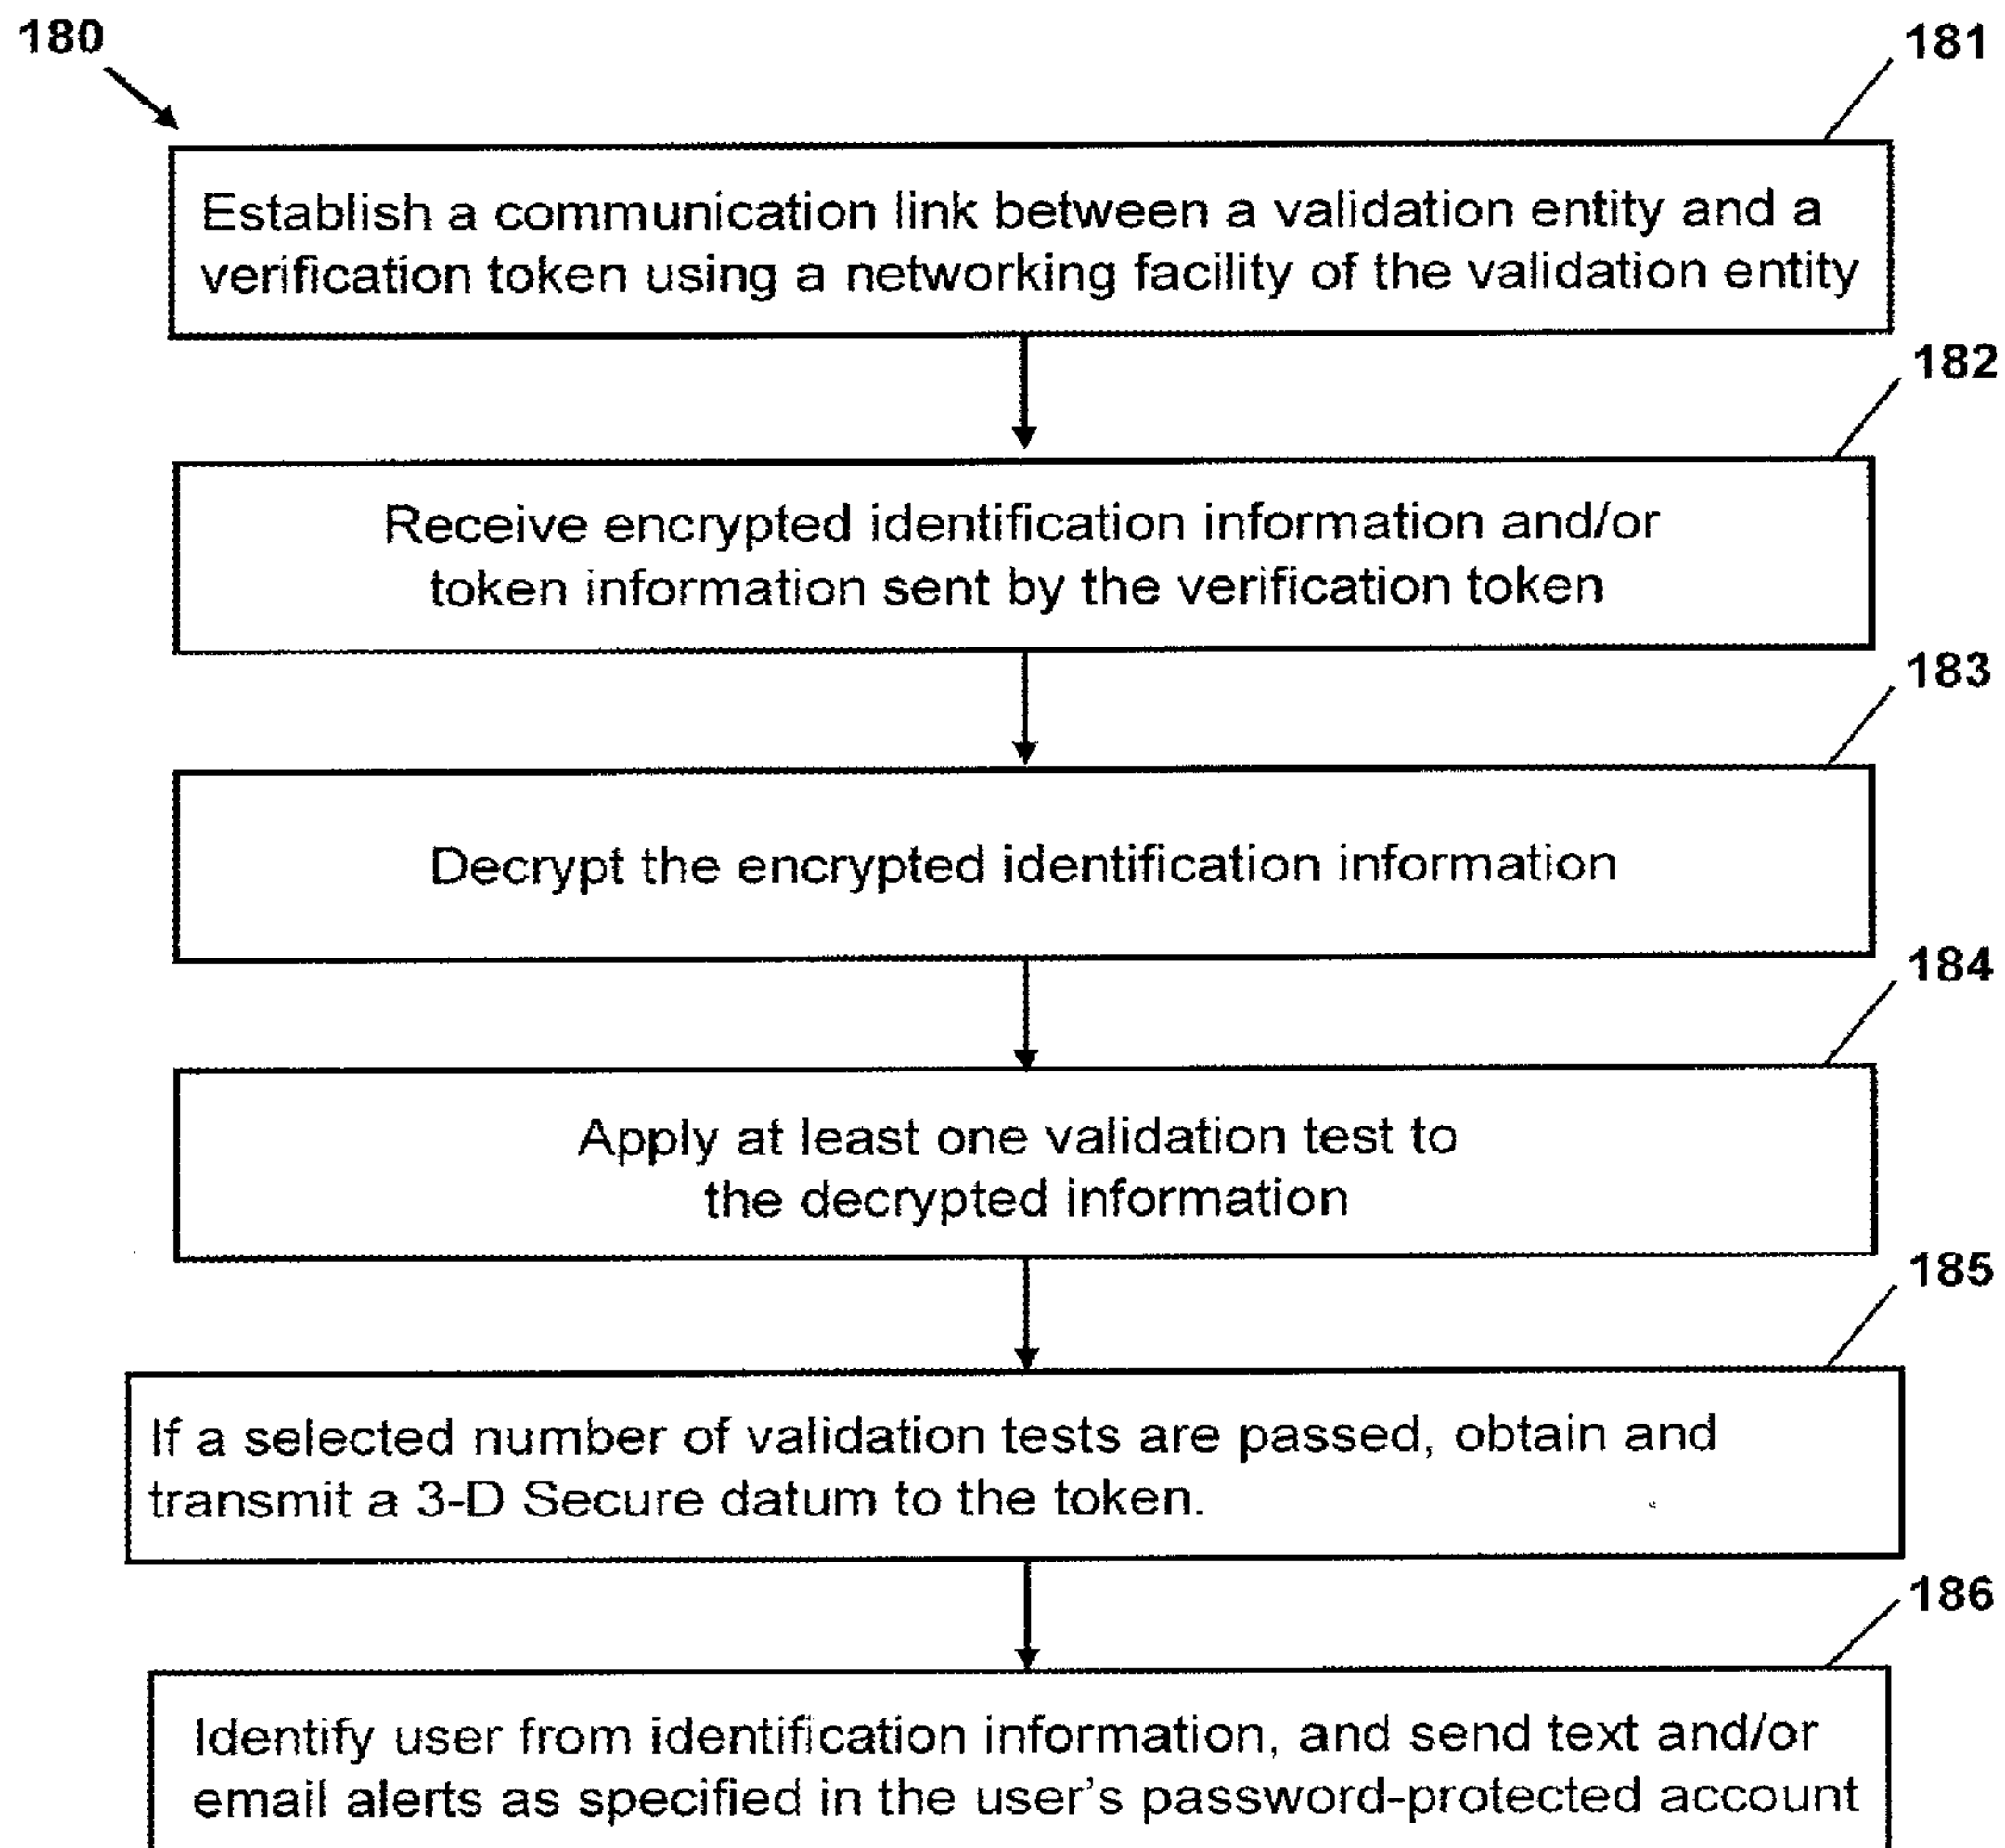 180
181
Establish a communication link between a validation entity and a
verification token using a networking facility of the validation entity
182
Receive encrypted identification information and/or
token information sent by the verification token
183
Decrypt the encrypted identification information
184
Apply at least one validation test to
the decrypted information
185
If a selected number of validation tests are passed, obtain and
transmit a 3-D Secure datum to the token.
186
Identify user from identification information, and send text and/or
email alerts as specified in the user's password-protected account